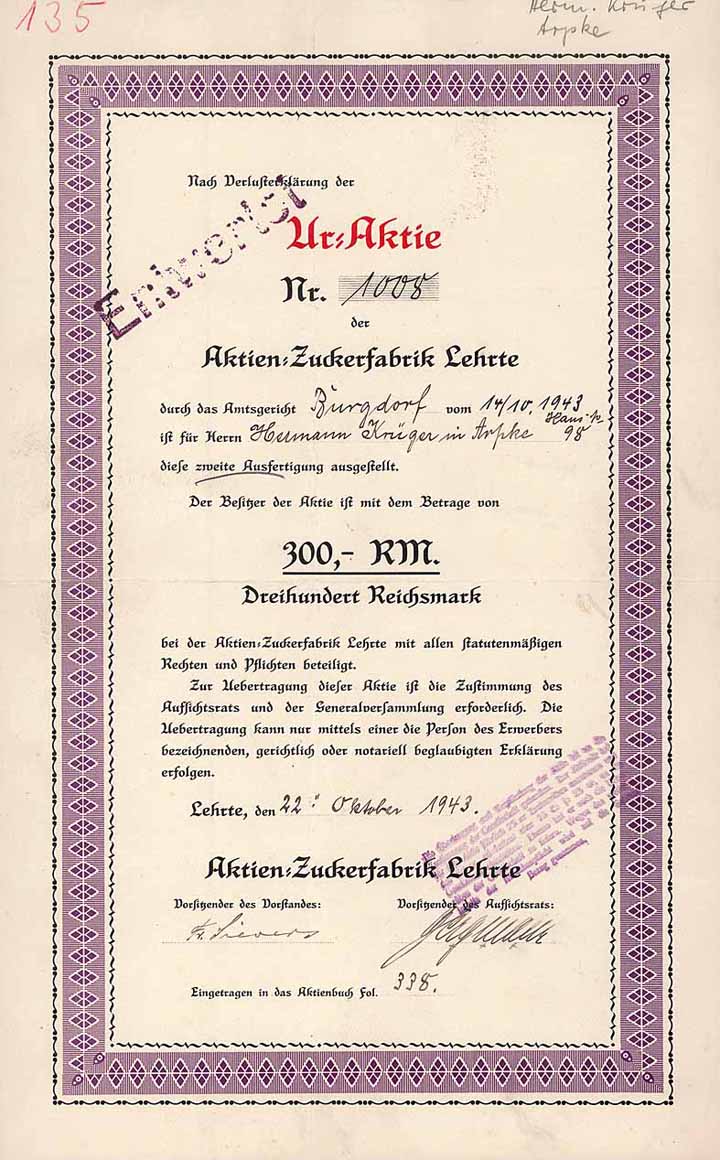 135
Herm. Krüger
Arpke
Nach Verlusterklärung der
Entwertet
Ur=Aktie
Nr. 1008
der
Aktien=Zuckerfabrik Lehrte
durch das Amtsgericht Burgdorf vom 14/10. 1943
ist für Herrn Hermann Krüger in Arpke 98
diese zweite Ausfertigung ausgestellt.
Der Besitzer der Aktie ist mit dem Betrage von
300,- RM.
Dreihundert Reichsmark
bei der Aktien=Zuckerfabrik Lehrte mit allen statutenmäßigen
Rechten und Pflichten beteiligt.
Zur Uebertragung dieser Aktie ist die Zustimmung des
Aufsichtsrats und der Generalversammlung erforderlich. Die
Uebertragung kann nur mittels einer die Person des Erwerbers
bezeichnenden, gerichtlich oder notariell beglaubigten Erklärung
erfolgen.
Lehrte, den 22. Oktober 1943.
Aktien=Zuckerfabrik Lehrte
Vorsitzender des Vorstandes:
Vorsitzender des Aufsichtsrats:
Fr. Sievers
Eingetragen in das Aktienbuch Fol. 338.